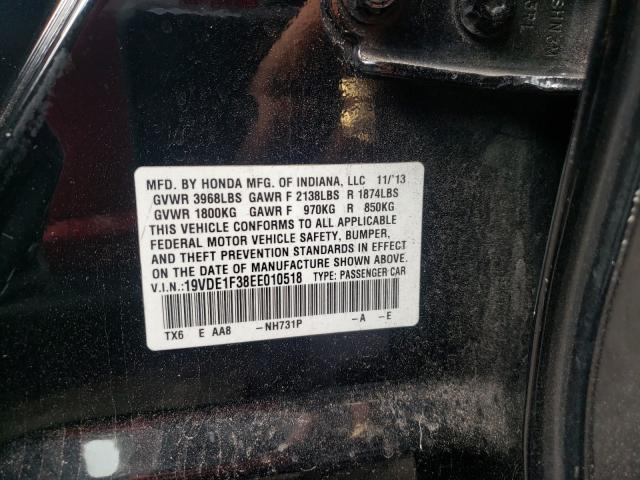 MFD. BY HONDA MFG. OF INDIANA, LLC 11/'13
GVWR 3968LBS GAWR F 2138LBS R 1874LBS
GVWR 1800KG GAWR F 970KG R 850KG
THIS VEHICLE CONFORMS TO ALL APPLICABLE
FEDERAL MOTOR VEHICLE SAFETY, BUMPER,
AND THEFT PREVENTION STANDARDS IN EFFECT
ON THE DATE OF MANUFACTURE SHOWN ABOVE.
V.I.N.:19VDE1F38EE010518 TYPE: PASSENGER CAR
TX6 E AA8 -NH731P -A -E